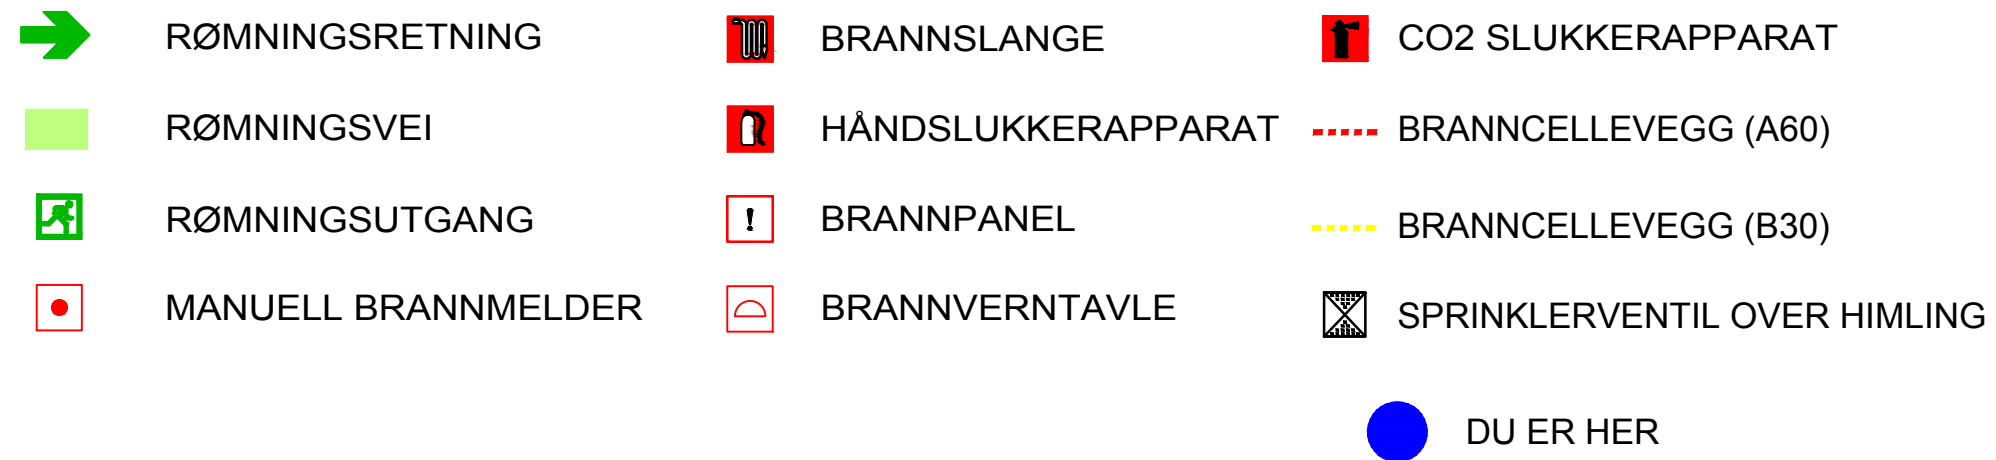 RØMNINGSRETNING
RØMNINGSVEI
RØMNINGSUTGANG
MANUELL BRANNMELDER
BRANNSLANGE
HÅNDSLUKKERAPPARAT
BRANNPANEL
BRANNVERNTAVLE
CO2 SLUKKERAPPARAT
BRANNCELLEVEGG (A60)
BRANNCELLEVEGG (B30)
SPRINKLERVENTIL OVER HIMLING
DU ER HER